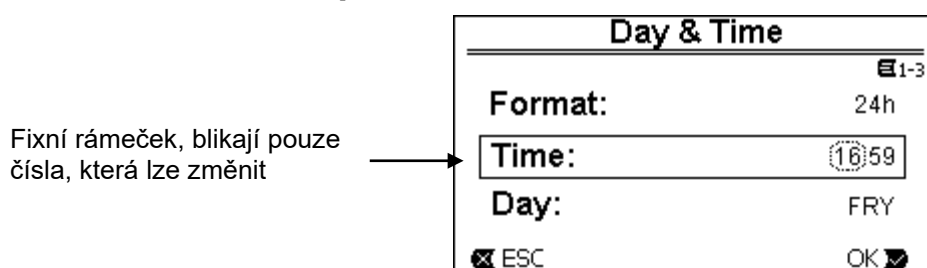 Day & Time
1-3
Format: 24h
Fixní rámeček, blikají pouze
čísla, která lze změnit
Time: 16:59
Day: FRY
ESC OK